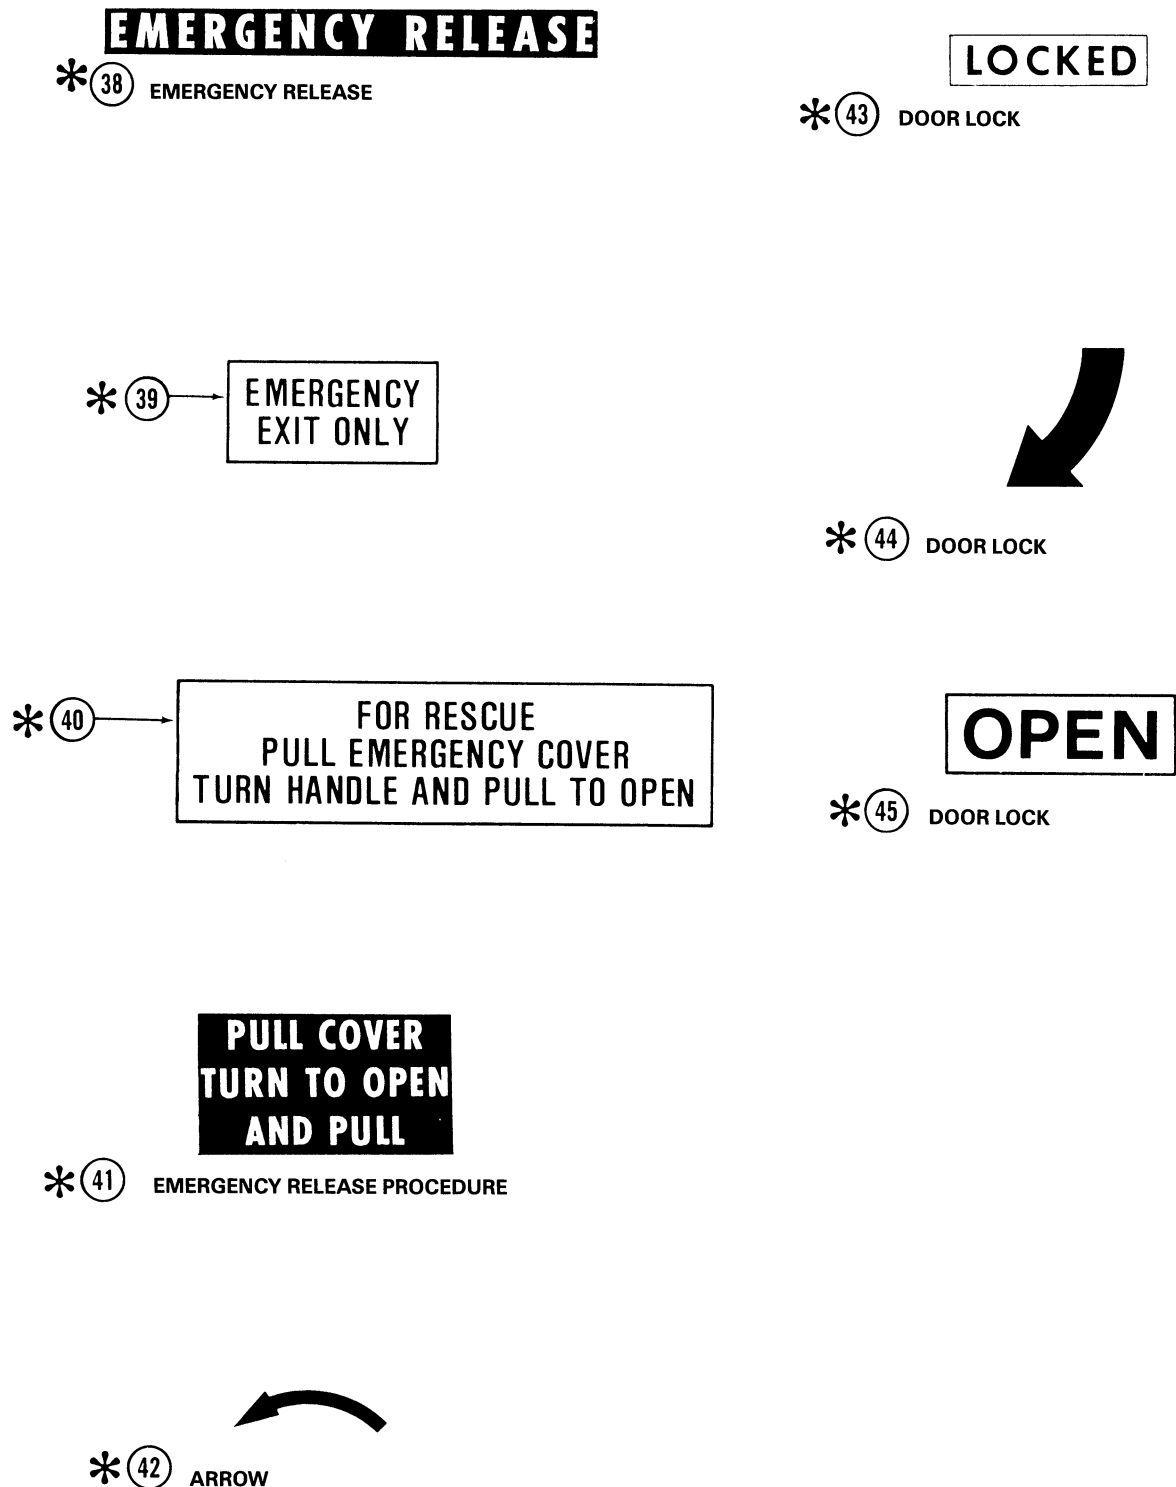 EMERGENCY RELEASE
* 38 EMERGENCY RELEASE
* 39
EMERGENCY
EXIT ONLY
* 40
FOR RESCUE
PULL EMERGENCY COVER
TURN HANDLE AND PULL TO OPEN
PULL COVER
TURN TO OPEN
AND PULL
* 41 EMERGENCY RELEASE PROCEDURE
* 42 ARROW
LOCKED
* 43 DOOR LOCK
* 44 DOOR LOCK
OPEN
* 45 DOOR LOCK